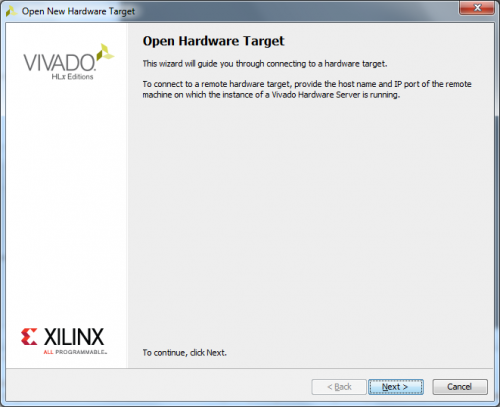 Open New Hardware Target
Open Hardware Target
VIVADO.
HLx Editions
This wizard will guide you through connecting to a hardware target.
To connect to a remote hardware target, provide the host name and IP port of the remote
machine on which the instance of a Vivado Hardware Server is running.
XILINX
ALL PROGRAMMABLE™
To continue, click Next.
< Back
Next >
Cancel